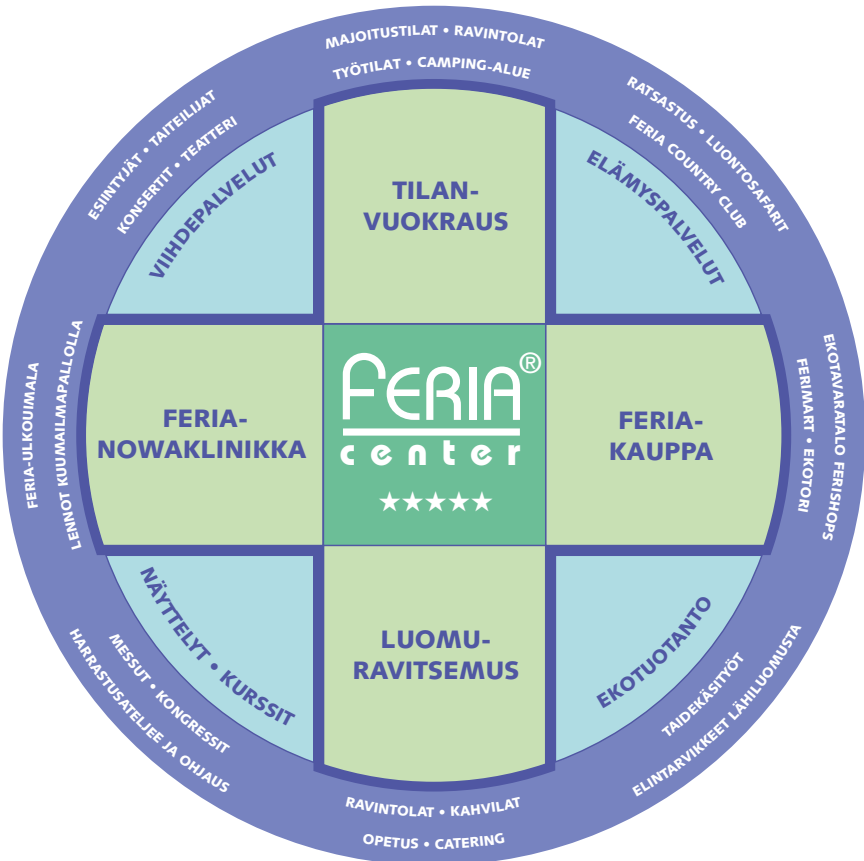 MAJOITUSTILAT • RAVINTOLAT
TYÖTILAT • CAMPING-ALUE
RATSASTUS • LUONTOSAFARIT
FERIA COUNTRY CLUB
ELÄMYSPALVELUT
ESIINTYJÄT • TAITEILIJAT
KONSERTIT • TEATTERI
VIIHDEPALVELUT
TILAN-
VUOKRAUS
FERIA-ULKOUIMALA
LENNOT KUUMAILMAPALLOLLA
FERIA-
NOWAKLINIKKA
FERIA®
center
★★★★★
FERIA-
KAUPPA
EKOTAVARATALO FERISHOPS
FERIMART • EKOTORI
NÄYTTELYT • KURSSIT
MESSUT • KONGRESSIT
HARRASTUSATELJEE JA OHJAUS
LUOMU-
RAVITSEMUS
EKOTUOTANTO
TAIDEKÄSITYÖT
ELINTARVIKKEET LÄHILUOMUSTA
RAVINTOLAT • KAHVILAT
OPETUS • CATERING